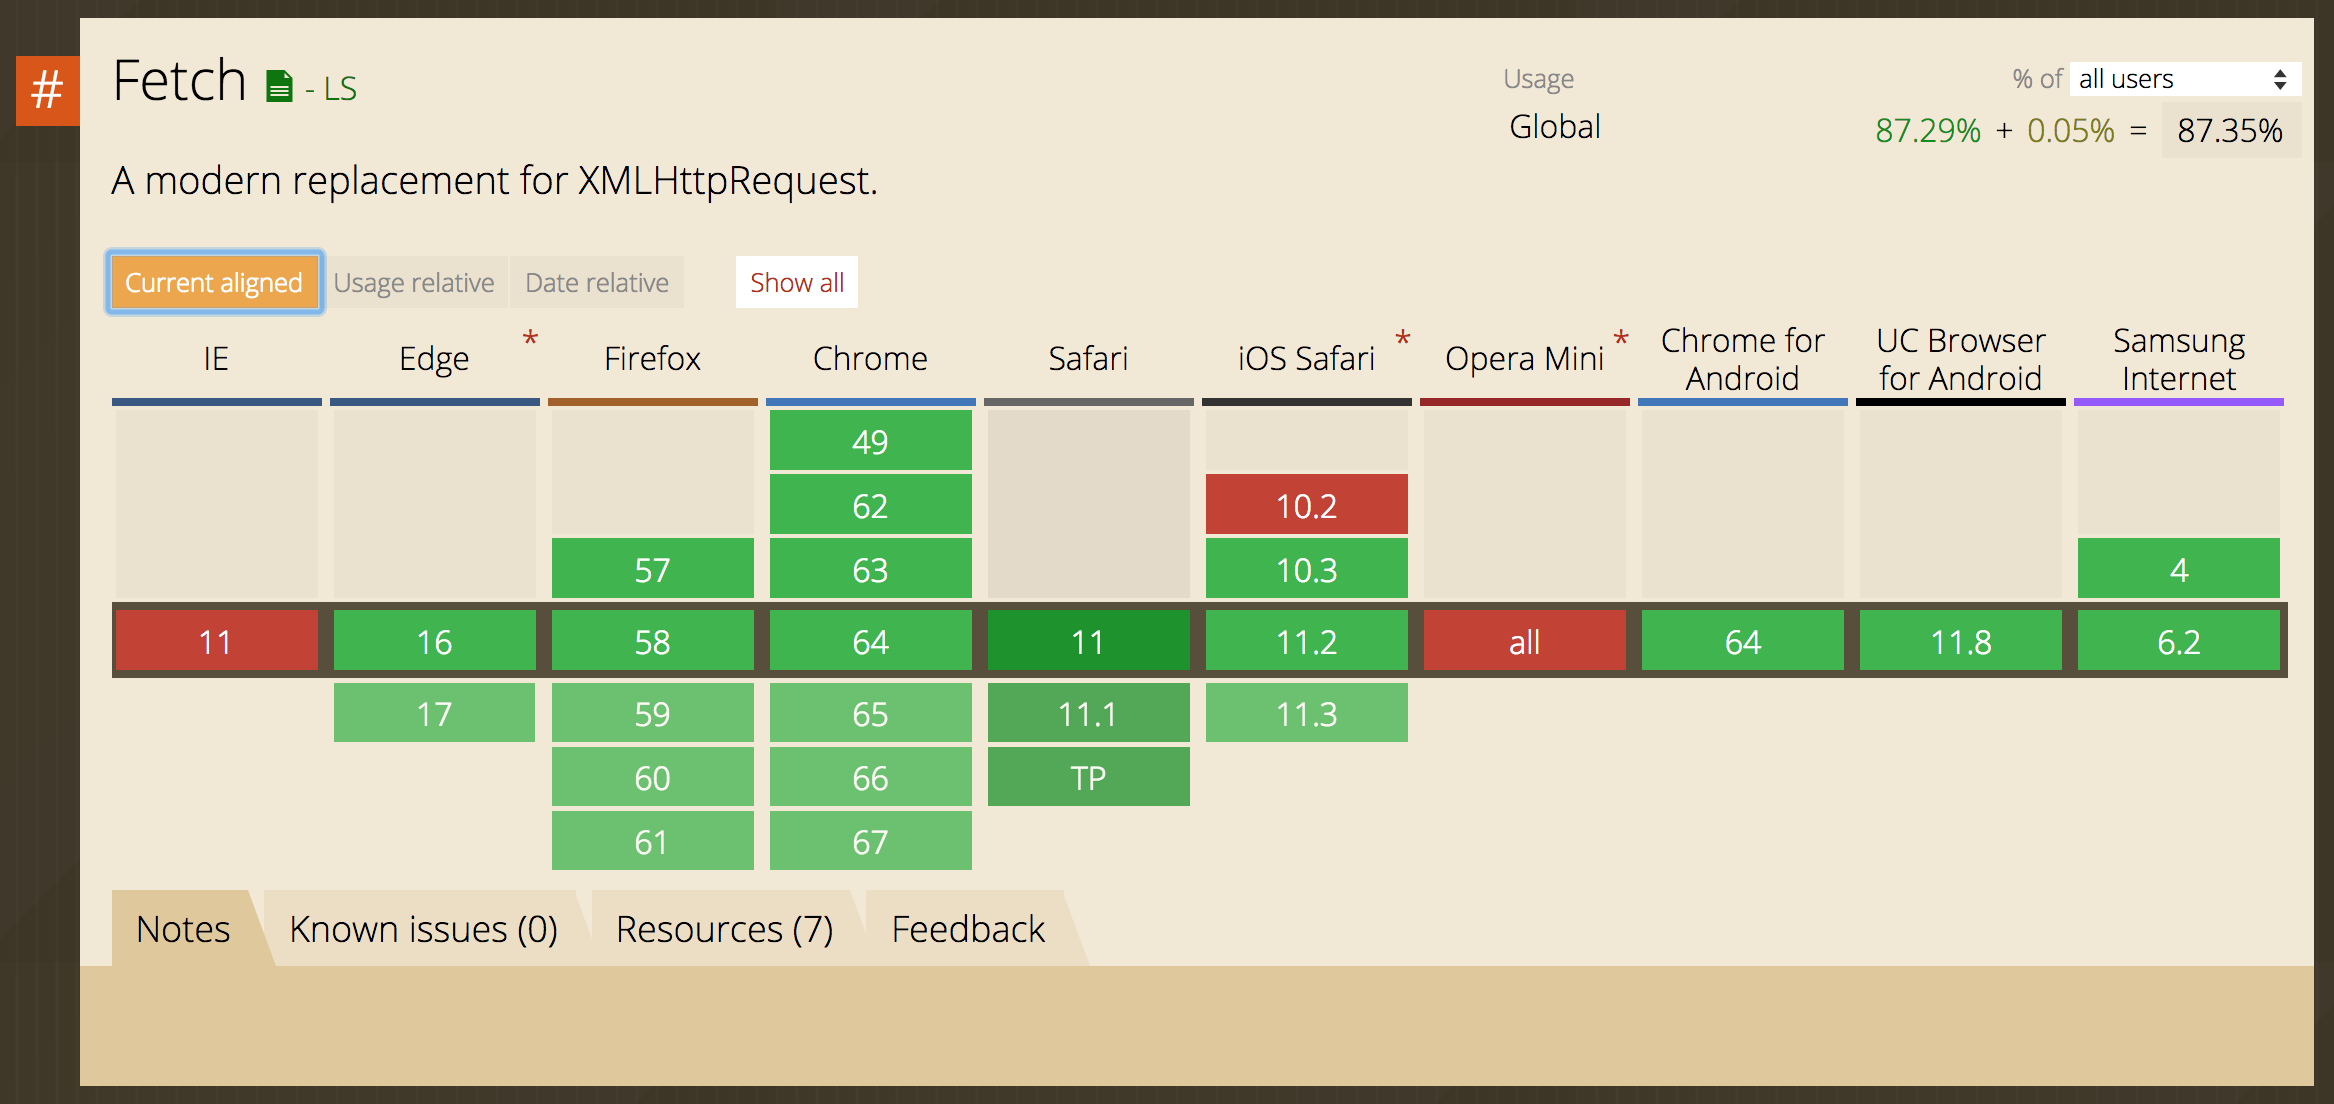 #
Fetch - LS
Usage % of all users
Global 87.29% + 0.05% = 87.35%
A modern replacement for XMLHttpRequest.
Current aligned Usage relative Date relative Show all
IE Edge * Firefox Chrome Safari iOS Safari * Opera Mini * Chrome for Android UC Browser for Android Samsung Internet
49
62 10.2
57 63 10.3 4
11 16 58 64 11 11.2 all 64 11.8 6.2
17 59 65 11.1 11.3
60 66 TP
61 67
Notes Known issues (0) Resources (7) Feedback